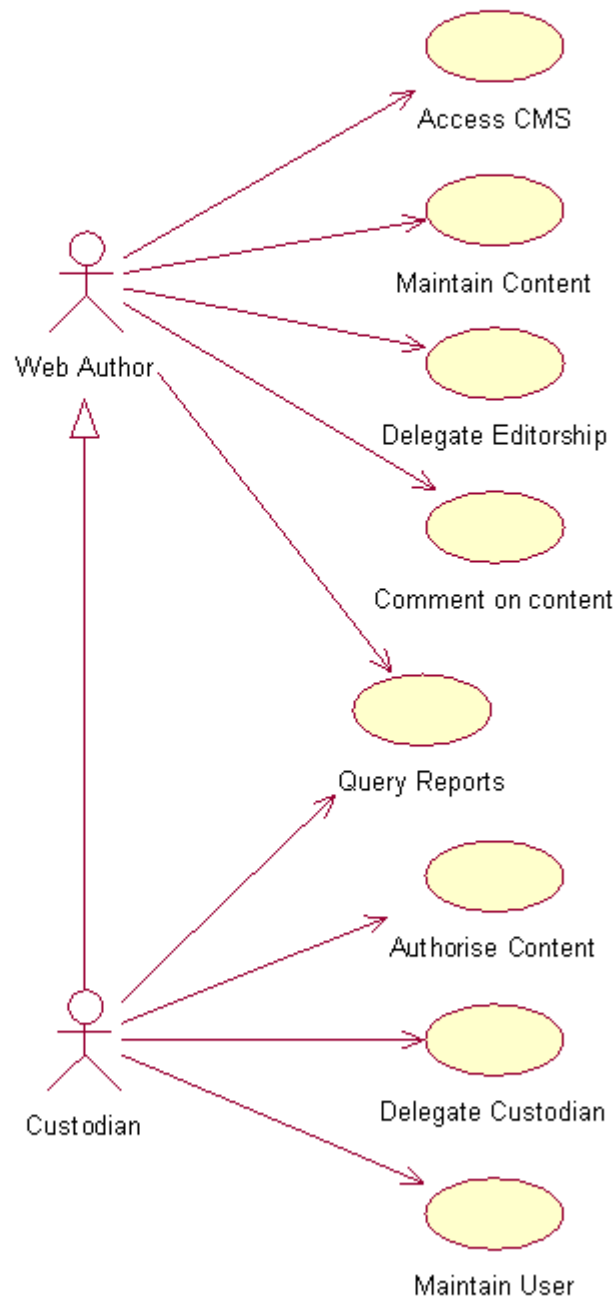 Access CMS
Maintain Content
Web Author
Delegate Editorship
Comment on content
Query Reports
Authorise Content
Delegate Custodian
Custodian
Maintain User